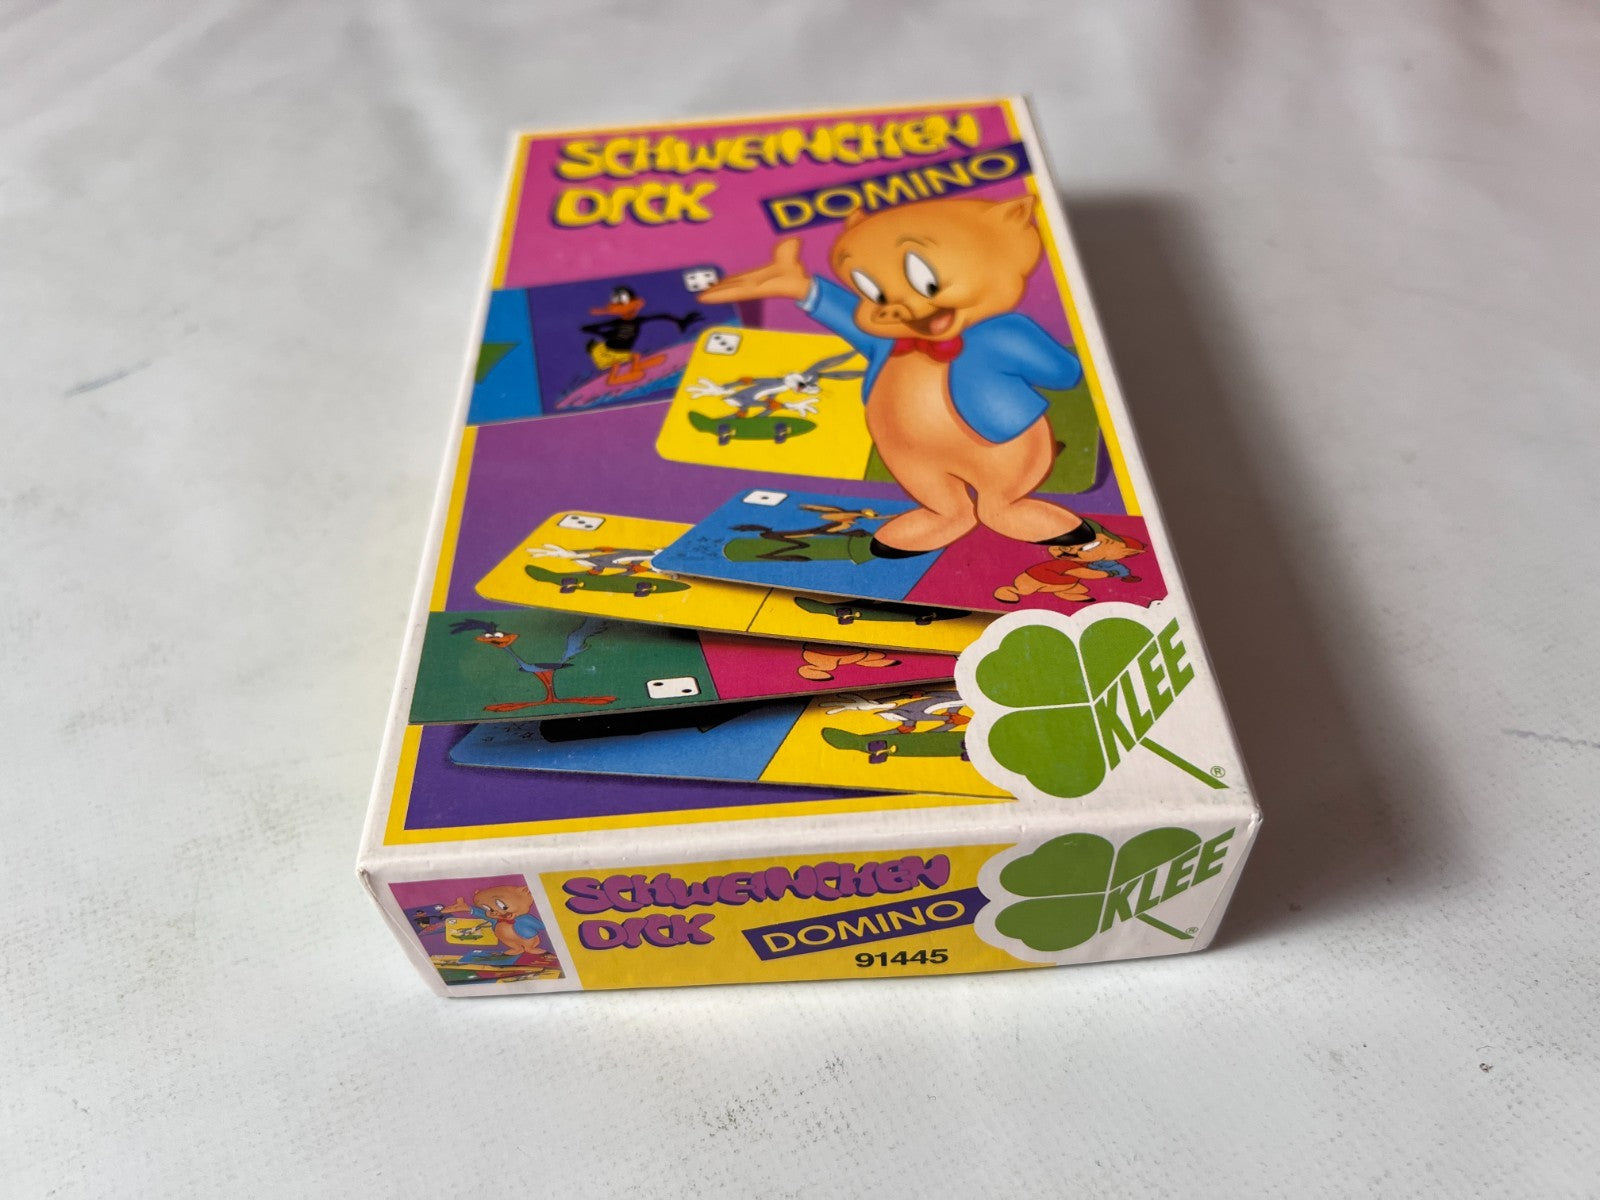 SCHWEINCHEN
DICK
DOMINO
KLEE
®
SCHWEINCHEN
DICK
DOMINO
91445
KLEE
®